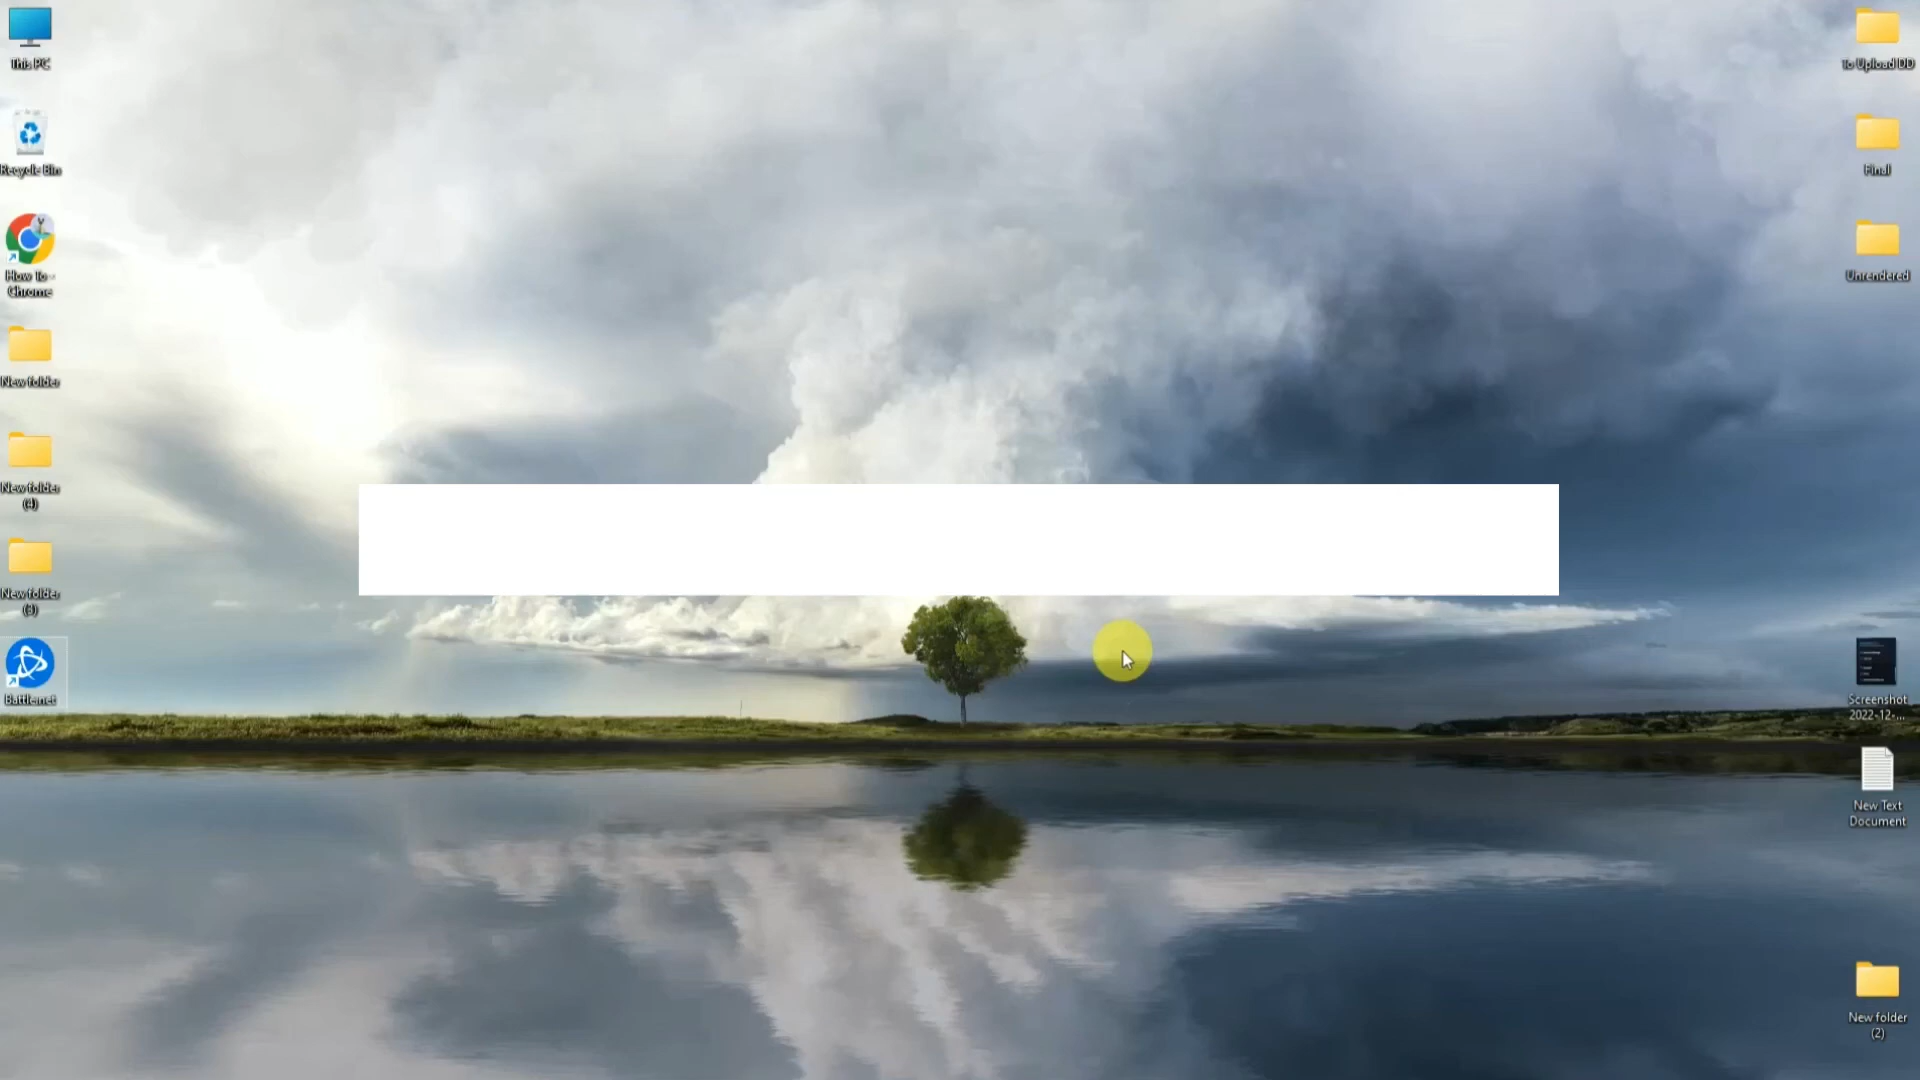 This PC
Recycle Bin
How To -
Chrome
New folder
New folder
(4)
New folder
(3)
Battle.net
To Upload DD
Final
Unrendered
Screenshot
2022-12-...
New Text
Document
New folder
(2)